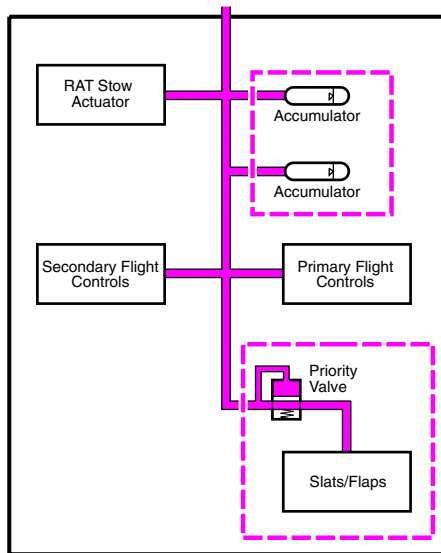 RAT Stow
Actuator
Accumulator
Accumulator
Secondary Flight
Controls
Primary Flight
Controls
Priority
Valve
Slats/Flaps